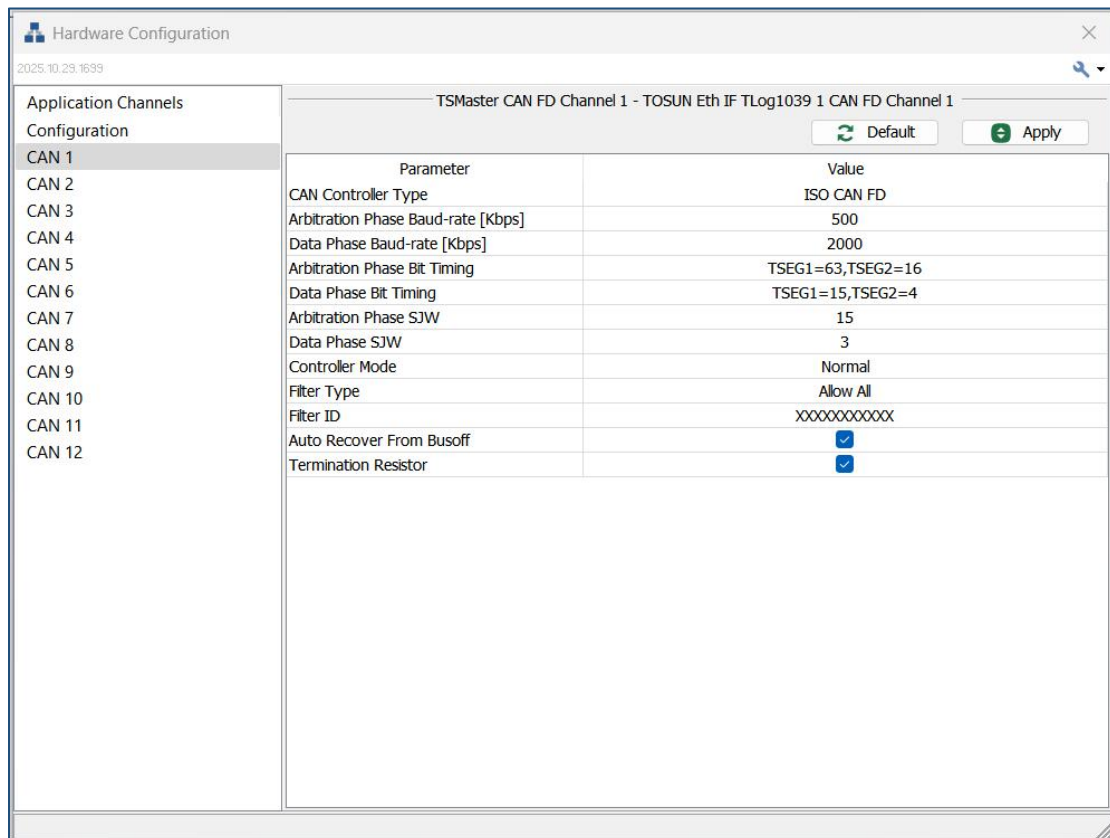 Hardware Configuration
2025.10.29.1699
Application Channels
Configuration
CAN 1
CAN 2
CAN 3
CAN 4
CAN 5
CAN 6
CAN 7
CAN 8
CAN 9
CAN 10
CAN 11
CAN 12
TSMaster CAN FD Channel 1 - TOSUN Eth IF TLog1039 1 CAN FD Channel 1
Default Apply
Parameter Value
CAN Controller Type ISO CAN FD
Arbitration Phase Baud-rate [Kbps] 500
Data Phase Baud-rate [Kbps] 2000
Arbitration Phase Bit Timing TSEG1=63,TSEG2=16
Data Phase Bit Timing TSEG1=15,TSEG2=4
Arbitration Phase SJW 15
Data Phase SJW 3
Controller Mode Normal
Filter Type Allow All
Filter ID XXXXXXXXXXX
Auto Recover From Busoff
Termination Resistor